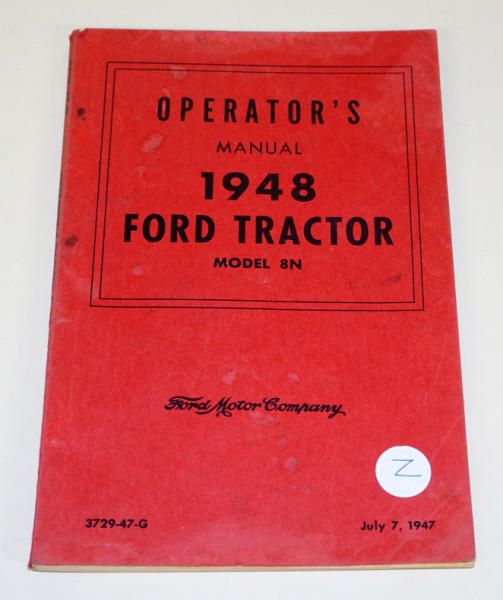 OPERATOR'S
MANUAL
1948
FORD TRACTOR
MODEL 8N
Ford Motor Company
Z
3729-47-G
July 7, 1947